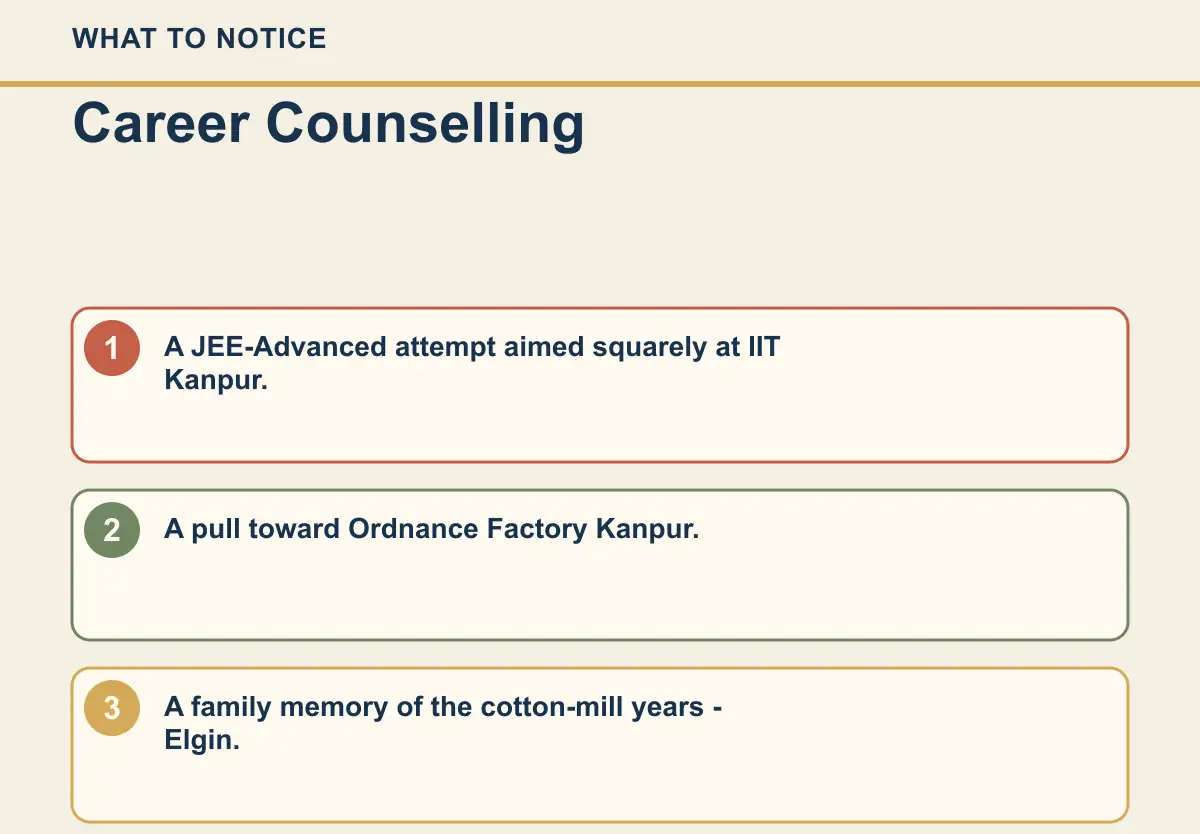 WHAT TO NOTICE
Career Counselling
1
A JEE-Advanced attempt aimed squarely at IIT
Kanpur.
2
A pull toward Ordnance Factory Kanpur.
3
A family memory of the cotton-mill years -
Elgin.